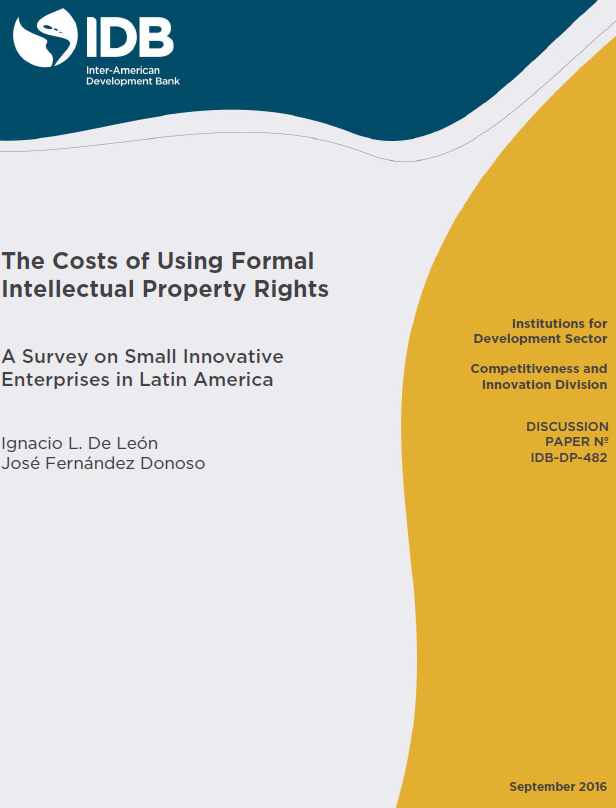 IDB
Inter-American
Development Bank
The Costs of Using Formal
Intellectual Property Rights
A Survey on Small Innovative
Enterprises in Latin America
Ignacio L. De León
José Fernández Donoso
Institutions for
Development Sector
Competitiveness and
Innovation Division
DISCUSSION
PAPER Nº
IDB-DP-482
September 2016